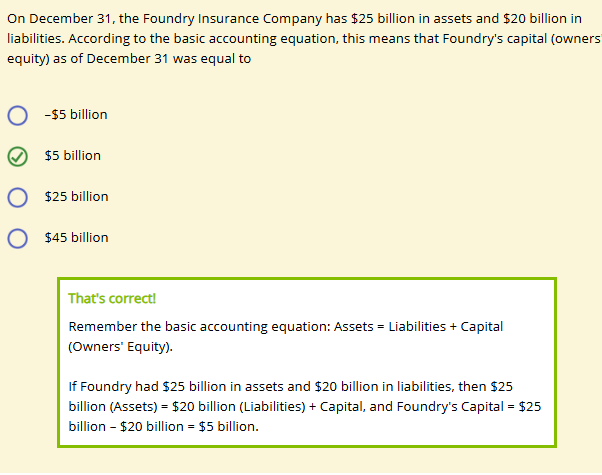 On December 31, the Foundry Insurance Company has $25 billion in assets and $20 billion in
liabilities. According to the basic accounting equation, this means that Foundry's capital (owners'
equity) as of December 31 was equal to
-$5 billion
$5 billion
$25 billion
$45 billion
That's correct!
Remember the basic accounting equation: Assets = Liabilities + Capital
(Owners' Equity).
If Foundry had $25 billion in assets and $20 billion in liabilities, then $25
billion (Assets) = $20 billion (Liabilities) + Capital, and Foundry's Capital = $25
billion – $20 billion = $5 billion.